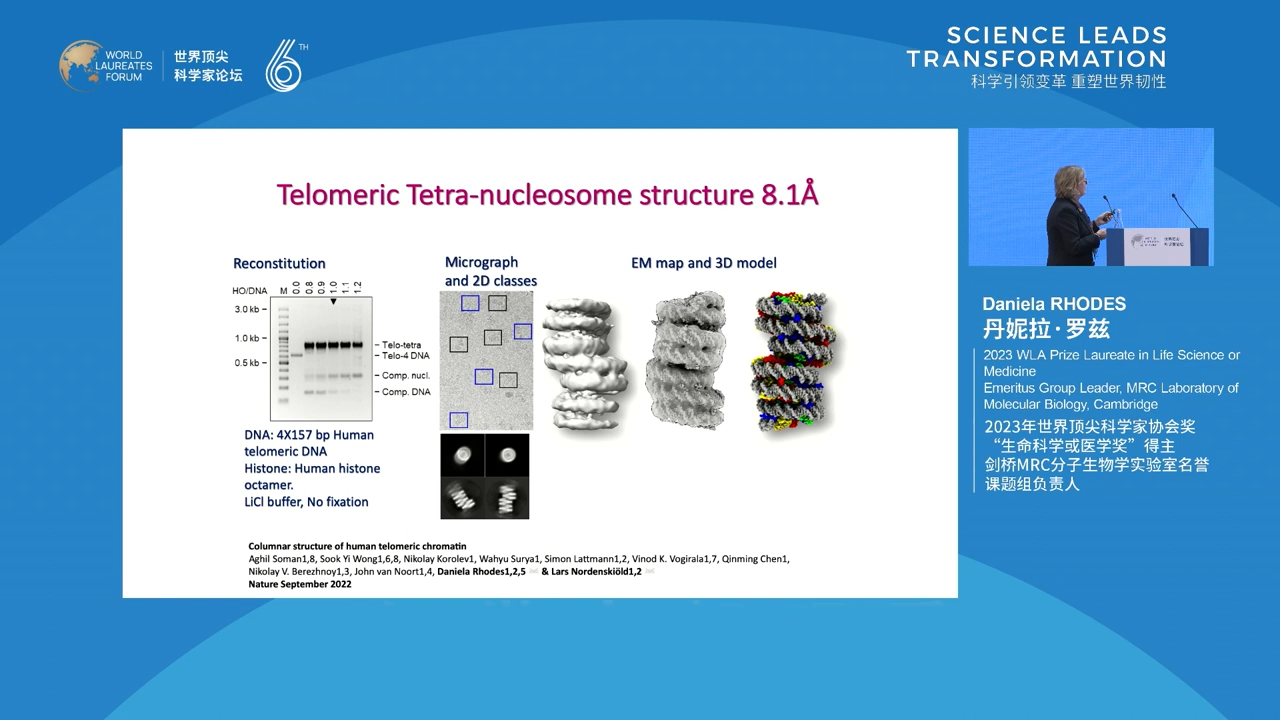 WORLD
LAUREATES
FORUM
世界顶尖
科学家论坛
6TH
SCIENCE LEADS
TRANSFORMATION
科学引领变革 重塑世界韧性
Telomeric Tetra-nucleosome structure 8.1Å
Reconstitution
HO/DNA M 0.0 0.8 0.9 1.0 1.1 1.2
3.0 kb
1.0 kb
0.5 kb
Telo-tetra
Telo-4 DNA
Comp. nucl.
Comp. DNA
DNA: 4X157 bp Human
telomeric DNA
Histone: Human histone
octamer.
LiCl buffer, No fixation
Micrograph
and 2D classes
EM map and 3D model
Columnar structure of human telomeric chromatin
Aghil Soman1,8, Sook Yi Wong1,6,8, Nikolay Korolev1, Wahyu Surya1, Simon Lattmann1,2, Vinod K. Vogirala1,7, Qinming Chen1,
Nikolay V. Berezhnoy1,3, John van Noort1,4, Daniela Rhodes1,2,5 & Lars Nordenskiöld1,2
Nature September 2022
Daniela RHODES
丹妮拉·罗兹
2023 WLA Prize Laureate in Life Science or
Medicine
Emeritus Group Leader, MRC Laboratory of
Molecular Biology, Cambridge
2023年世界顶尖科学家协会奖
“生命科学或医学奖”得主
剑桥MRC分子生物学实验室名誉
课题组负责人